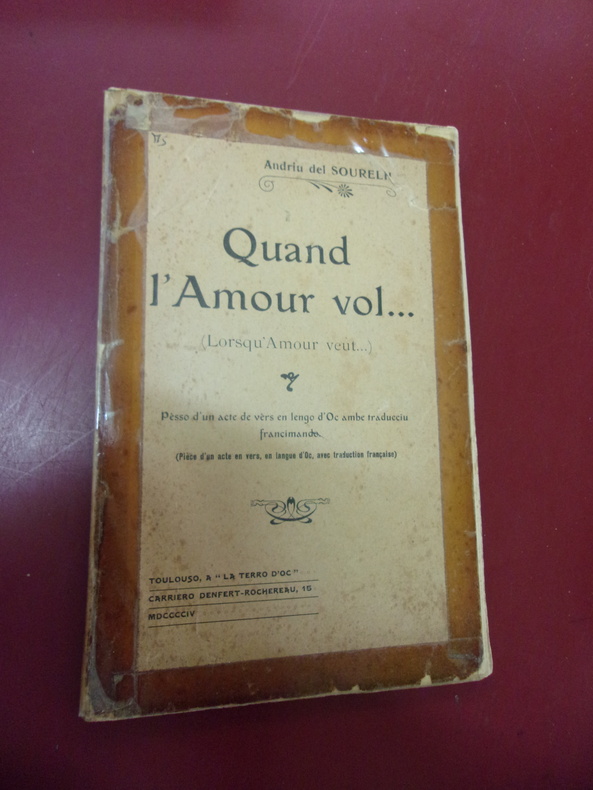 Andriu del SOURELH
Quand
l'Amour vol...
(Lorsqu'Amour veut...)
Pèsso d'un acte de vèrs en lengo d'Oc ambe traducciu
francimando.
(Pièce d'un acte en vers, en langue d'Oc, avec traduction française)
TOULOUSO, A "LA TERRO D'OC"
CARRIERO DENFERT-ROCHEREAU, 15
MDCCCCIV